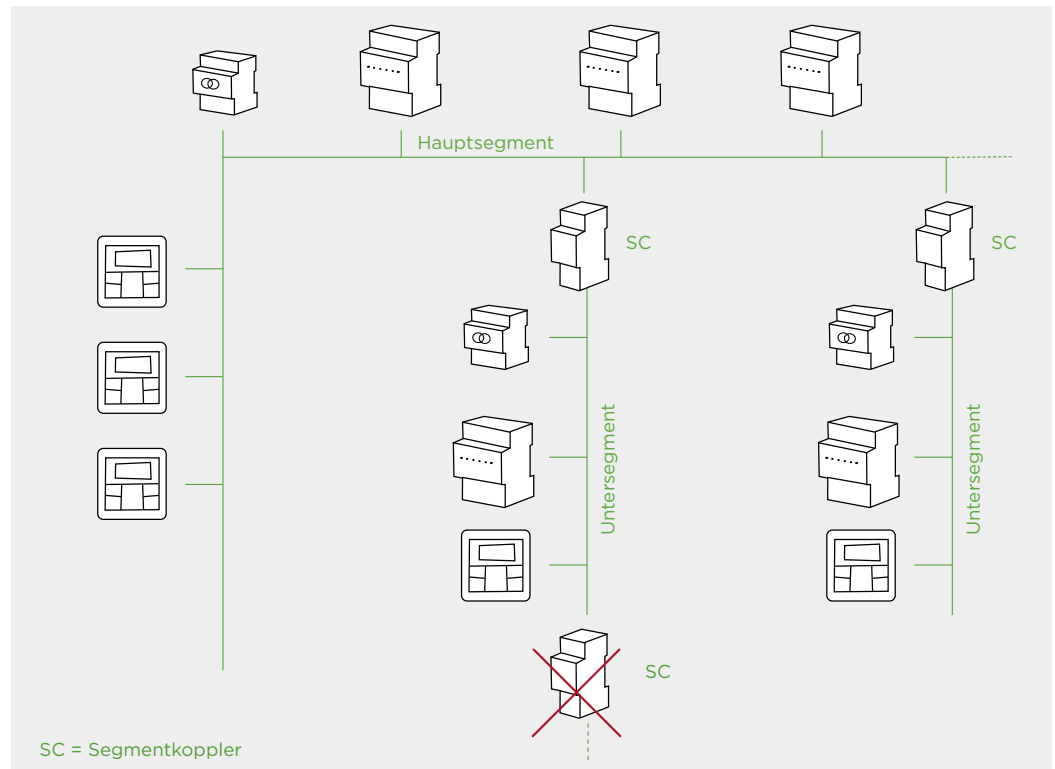 Hauptsegment
SC
SC
Untersegment
Untersegment
SC
SC = Segmentkoppler